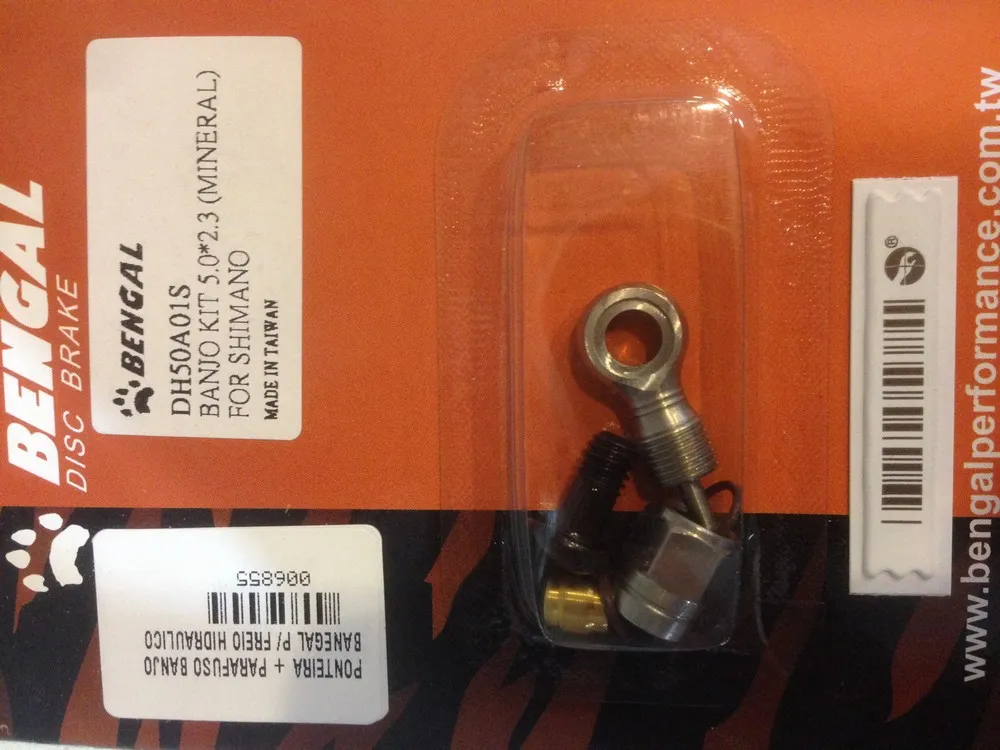 BENGAL
DISC BRAKE
BENGAL
DH50A01S
BANJO KIT 5.0*2.3 (MINERAL)
FOR SHIMANO
MADE IN TAIWAN
PONTEIRA + PARAFUSO BANJO
BANEGAL P/ FREIO HIDRAULICO
006855
®
www.bengalperformance.com.tw